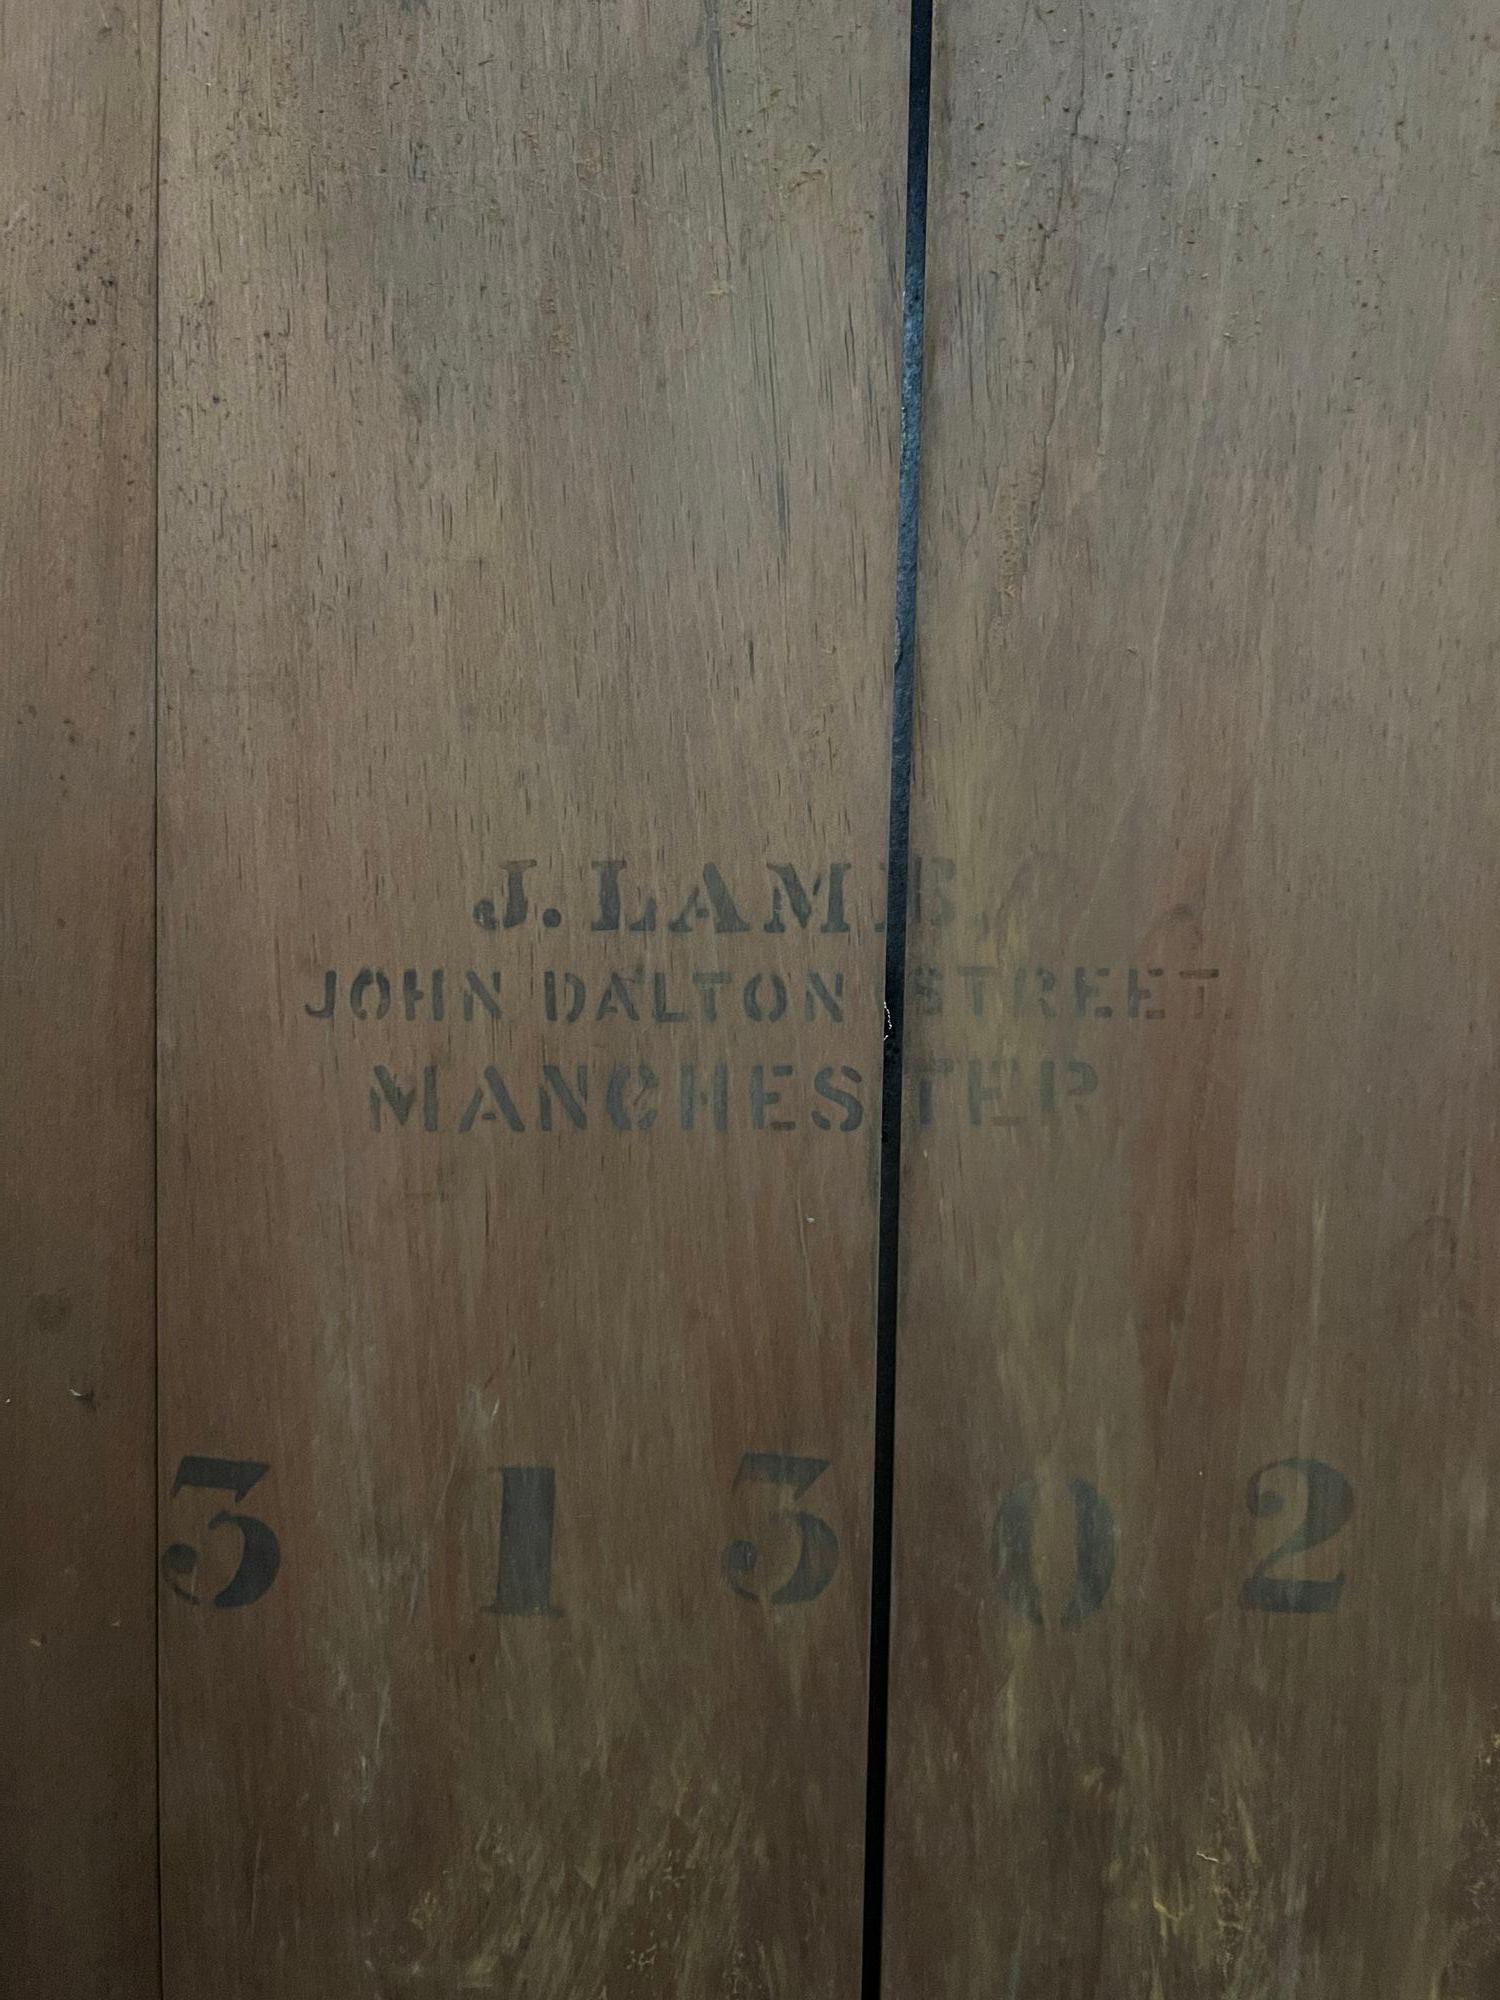 J. LAMB,
JOHN DALTON STREET.
MANCHESTER
31302